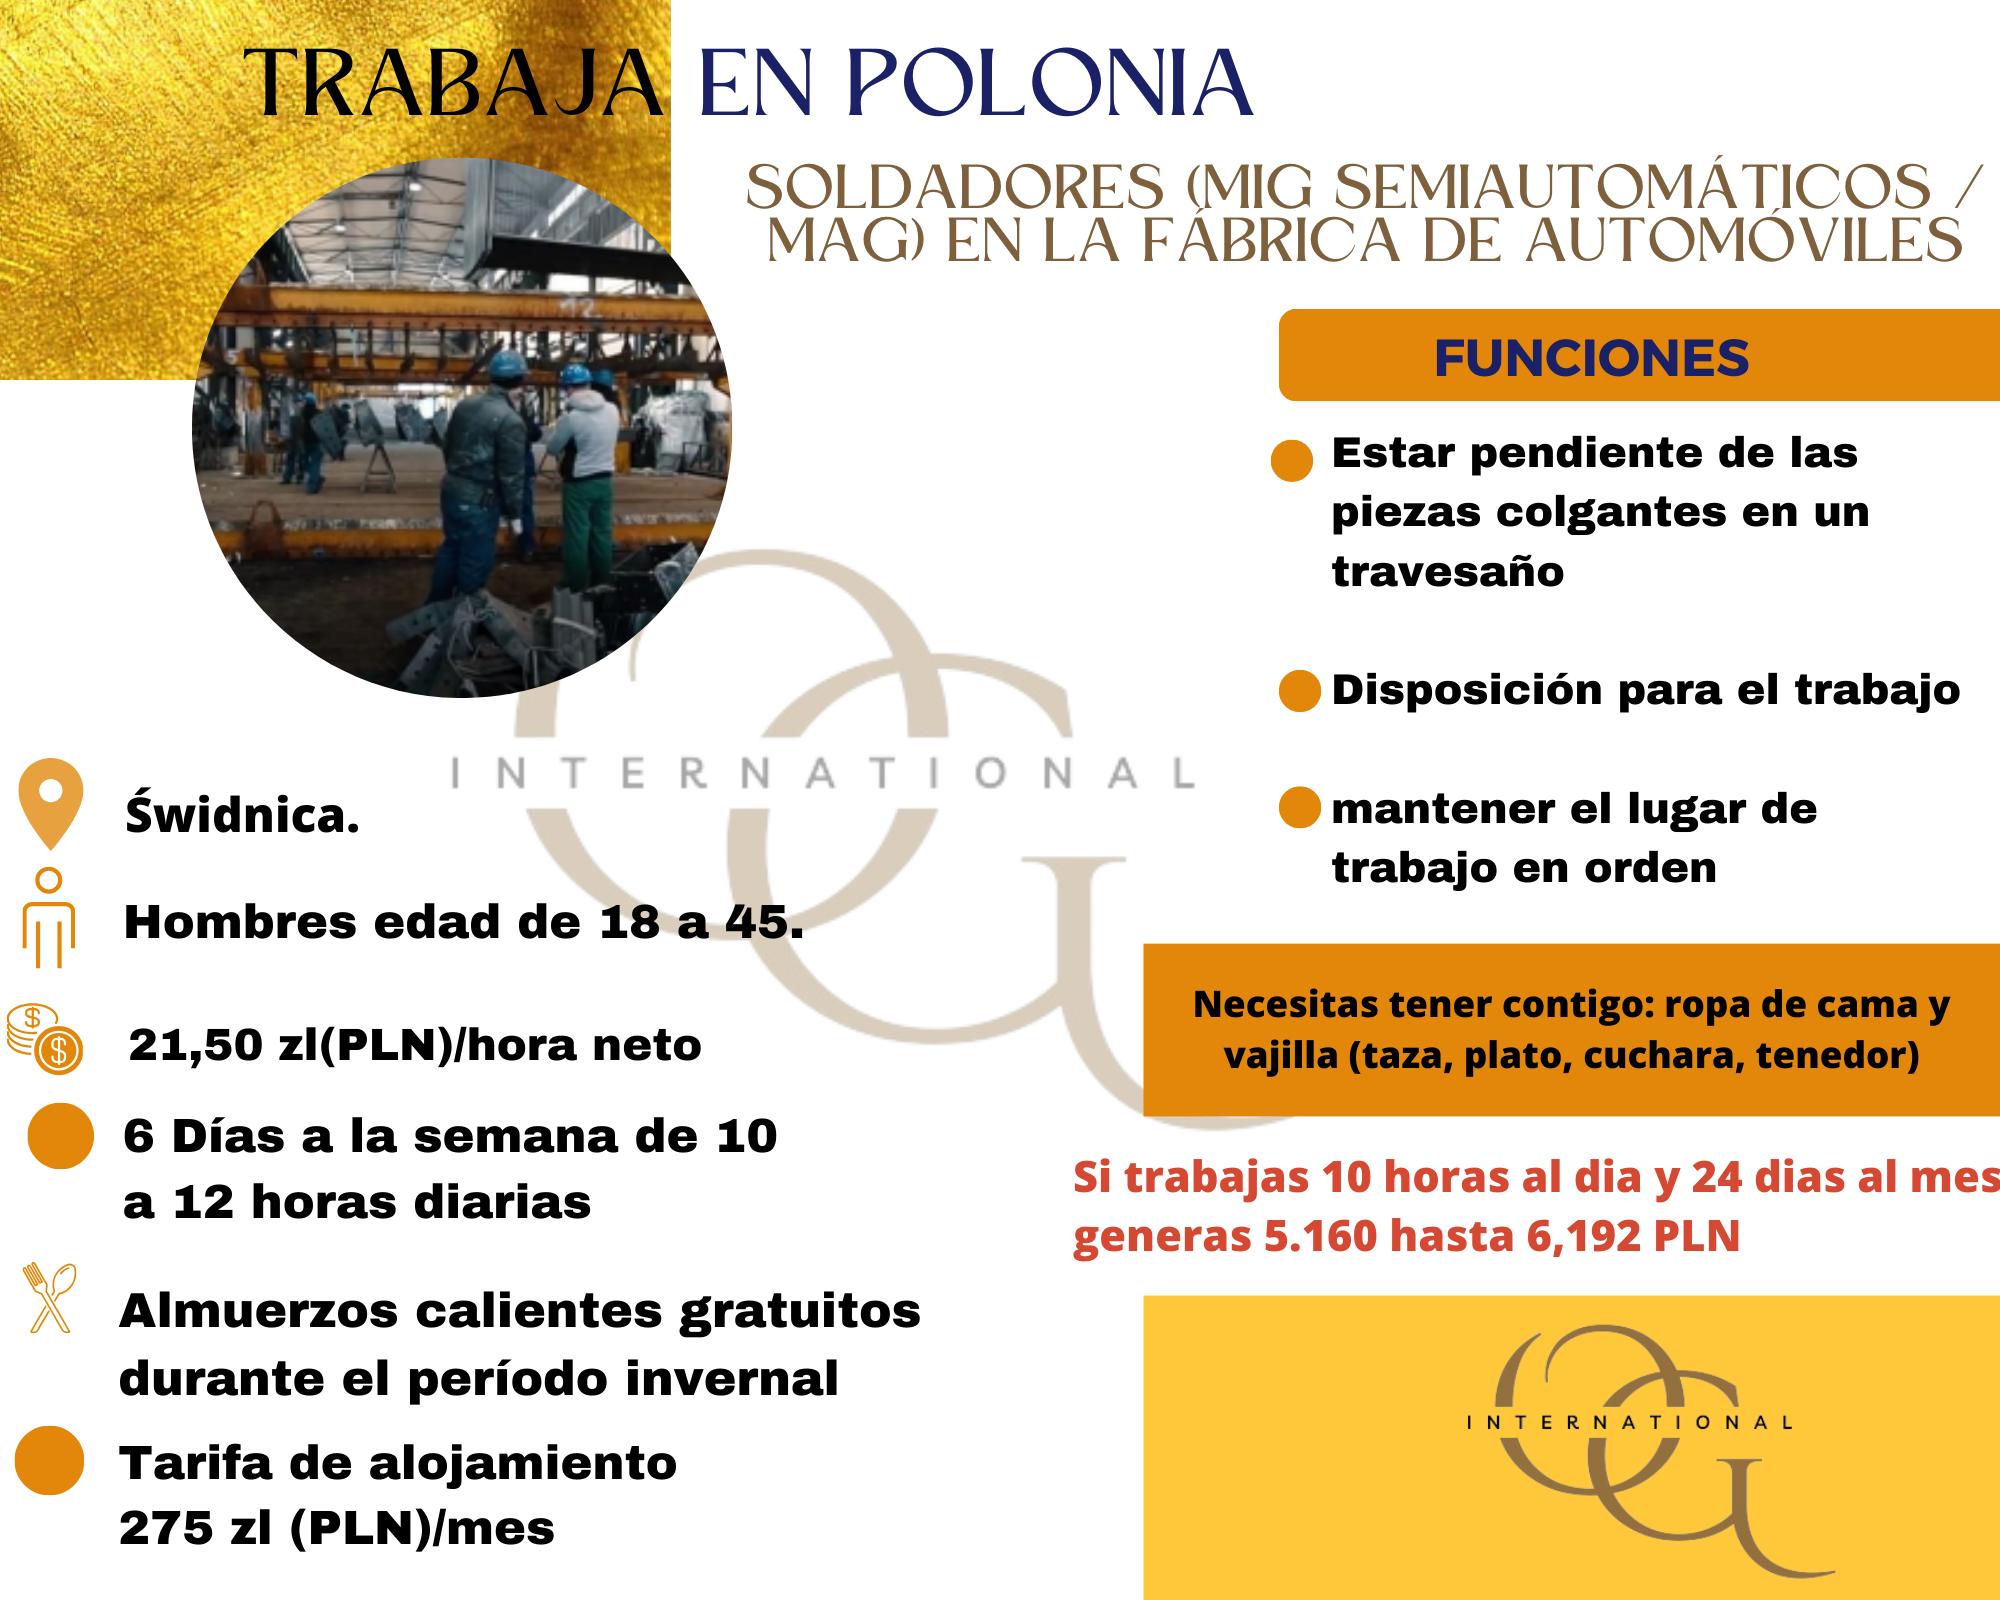 TRABAJA EN POLONIA
SOLDADORES (MIG SEMIAUTOMÁTICOS /
MAG) EN LA FÁBRICA DE AUTOMÓVILES
FUNCIONES
Estar pendiente de las
piezas colgantes en un
travesaño
Disposición para el trabajo
mantener el lugar de
trabajo en orden
INTERNATIONAL
Świdnica.
Hombres edad de 18 a 45.
21,50 zl(PLN)/hora neto
6 Días a la semana de 10
a 12 horas diarias
Almuerzos calientes gratuitos
durante el período invernal
Tarifa de alojamiento
275 zl (PLN)/mes
Necesitas tener contigo: ropa de cama y
vajilla (taza, plato, cuchara, tenedor)
Si trabajas 10 horas al dia y 24 dias al mes
generas 5.160 hasta 6,192 PLN
OG
INTERNATIONAL